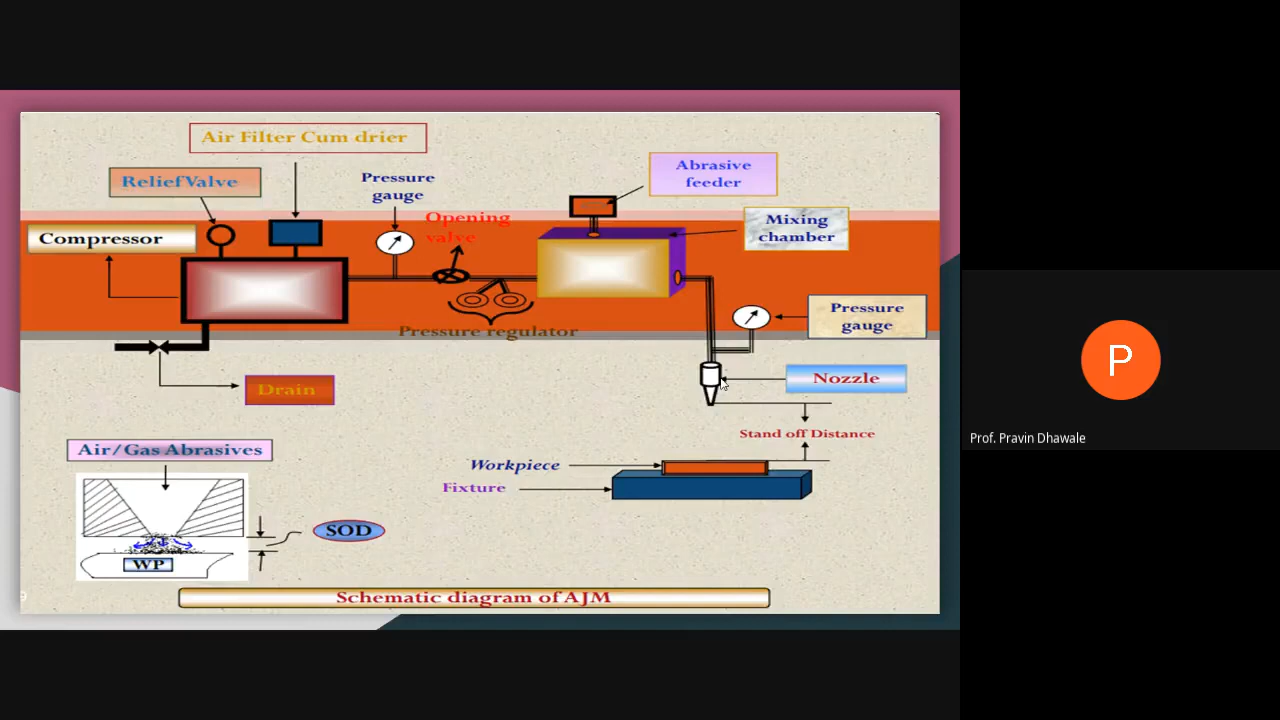 Air Filter Cum drier
Relief Valve
Pressure
gauge
Abrasive
feeder
Opening
valve
Mixing
chamber
Compressor
Pressure regulator
Pressure
gauge
Nozzle
Drain
Stand off Distance
Air/Gas Abrasives
Workpiece
Fixture
SOD
WP
Schematic diagram of AJM
P
Prof. Pravin Dhawale